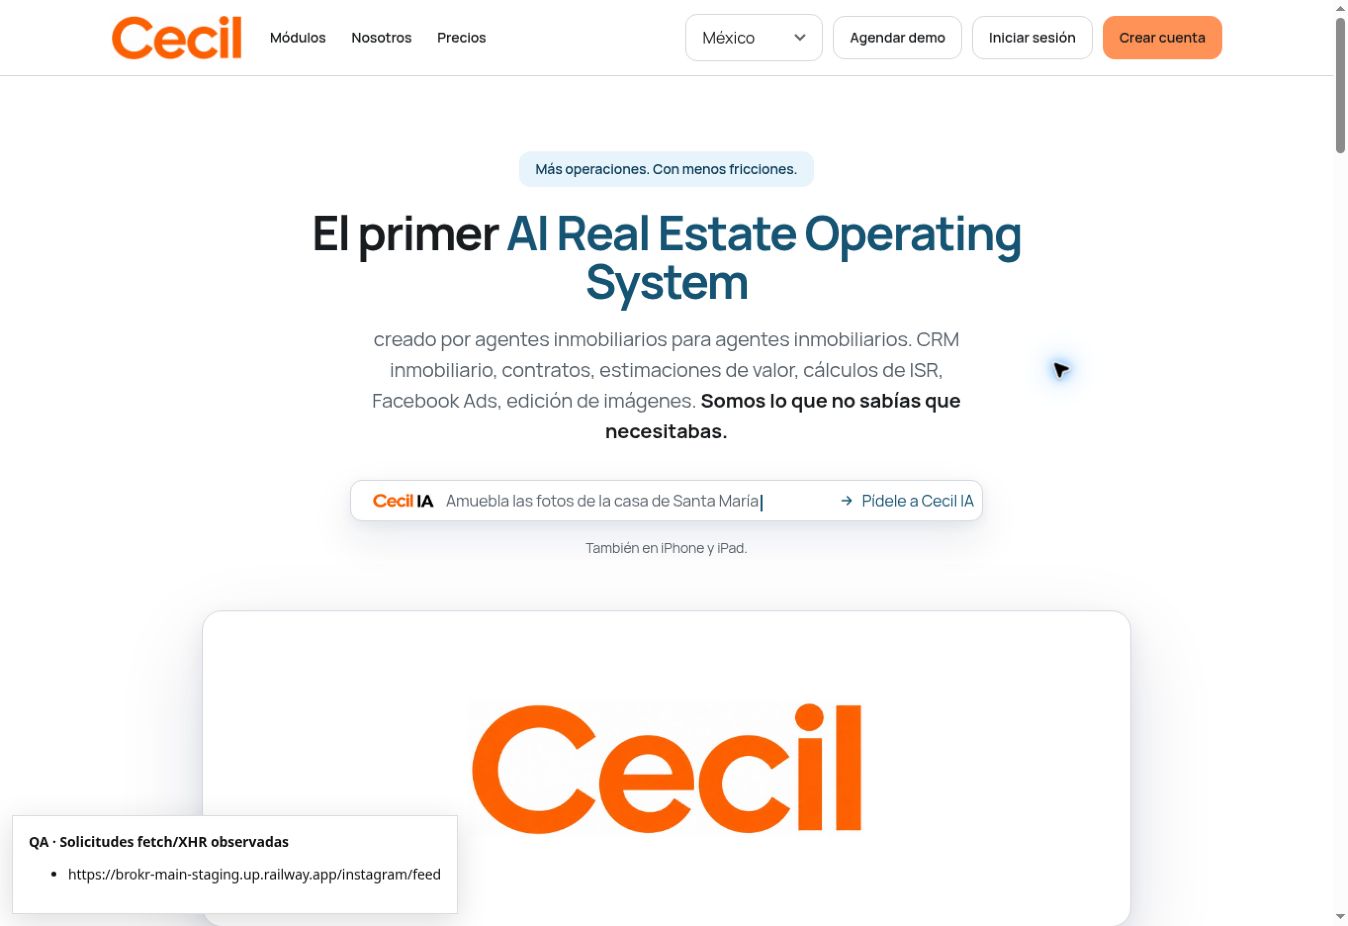 Cecil
Módulos
Nosotros
Precios
México
Agendar demo
Iniciar sesión
Crear cuenta
Más operaciones. Con menos fricciones.
El primer AI Real Estate Operating
System
creado por agentes inmobiliarios para agentes inmobiliarios. CRM
inmobiliario, contratos, estimaciones de valor, cálculos de ISR,
Facebook Ads, edición de imágenes. Somos lo que no sabías que
necesitabas.
Cecil IA Amuebla las fotos de la casa de Santa María
→ Pídele a Cecil IA
También en iPhone y iPad.
Cecil
QA · Solicitudes fetch/XHR observadas
• https://brokr-main-staging.up.railway.app/instagram/feed